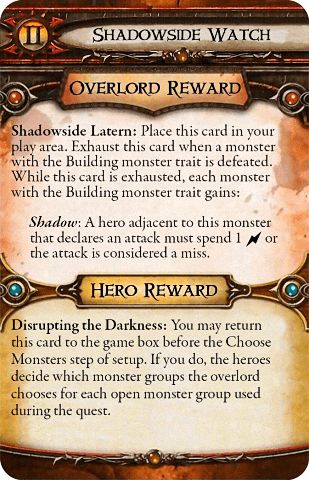 II
Shadowside Watch
Overlord Reward
Shadowside Latern: Place this card in your
play area. Exhaust this card when a monster
with the Building monster trait is defeated.
While this card is exhausted, each monster
with the Building monster trait gains:
Shadow: A hero adjacent to this monster
that declares an attack must spend 1 or
the attack is considered a miss.
Hero Reward
Disrupting the Darkness: You may return
this card to the game box before the Choose
Monsters step of setup. If you do, the heroes
decide which monster groups the overlord
chooses for each open monster group used
during the quest.